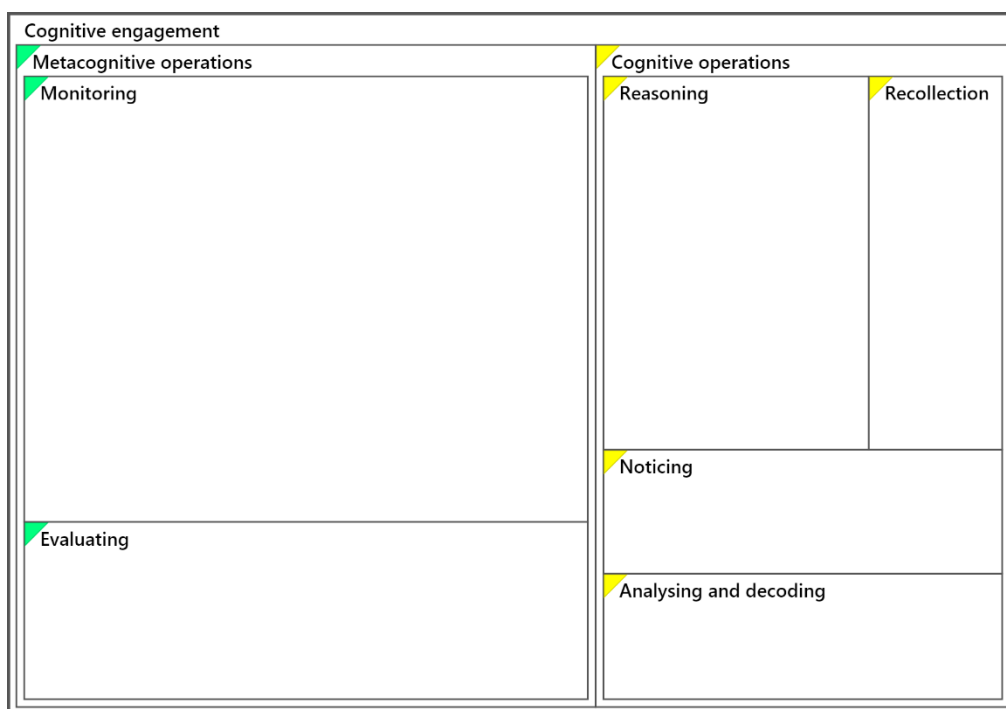 Cognitive engagement
Metacognitive operations
Monitoring
Evaluating
Cognitive operations
Reasoning
Recollection
Noticing
Analysing and decoding